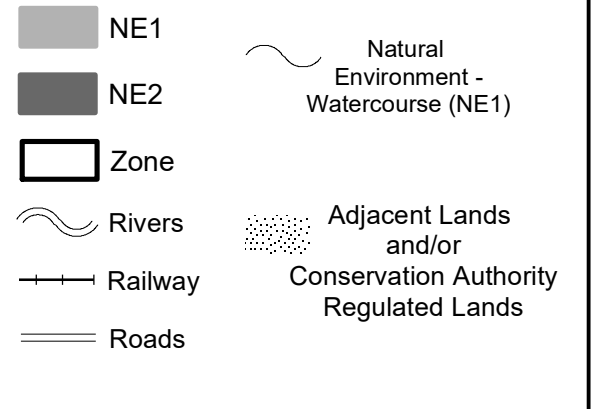 NE1
NE2
Zone
Rivers
Railway
Roads
Natural
Environment -
Watercourse (NE1)
Adjacent Lands
and/or
Conservation Authority
Regulated Lands